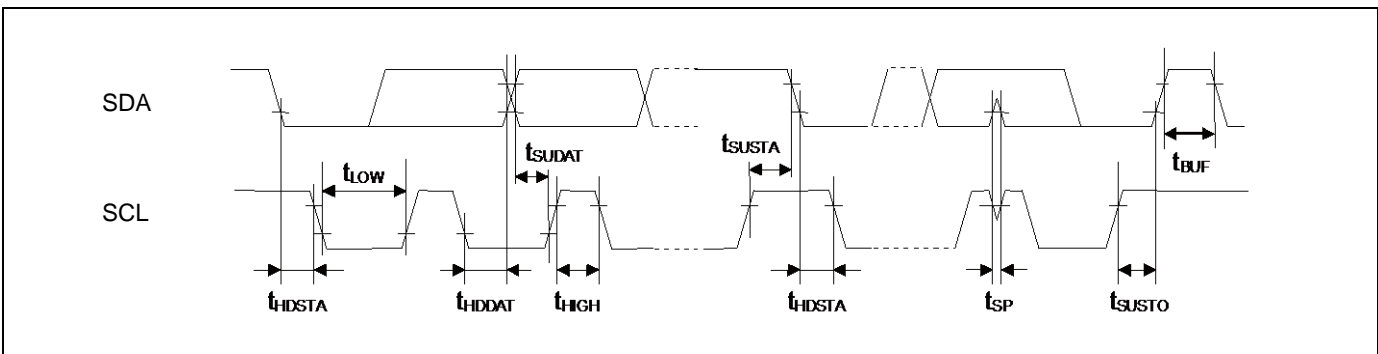 SDA
tSUDAT
tSUSTA
tLOW
tBUF
SCL
tHDSTA
tHDDAT
tHIGH
tHDSTA
tSP
tSUSTO